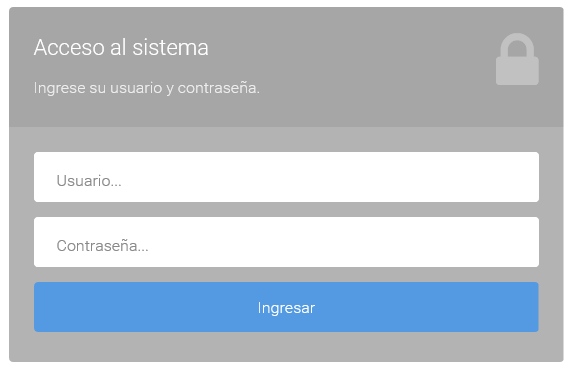 Acceso al sistema
Ingrese su usuario y contraseña.
Usuario...
Contraseña...
Ingresar